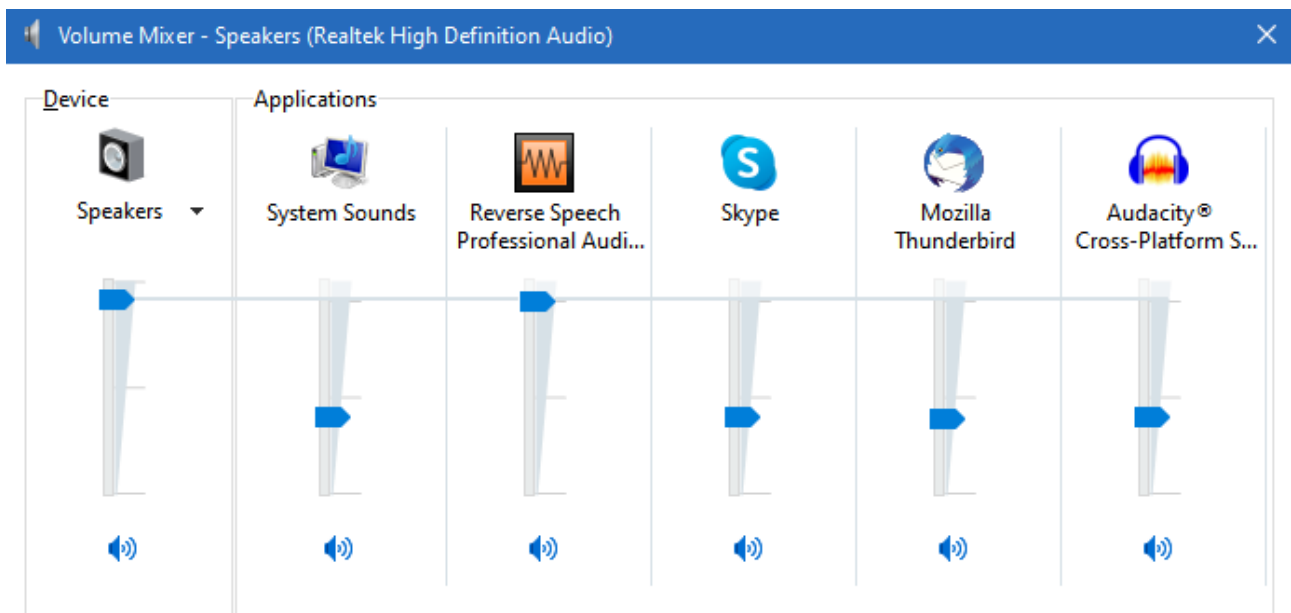 Volume Mixer - Speakers (Realtek High Definition Audio)
Device
Applications
Speakers
System Sounds
Reverse Speech
Professional Audi...
Skype
Mozilla
Thunderbird
Audacity®
Cross-Platform S...